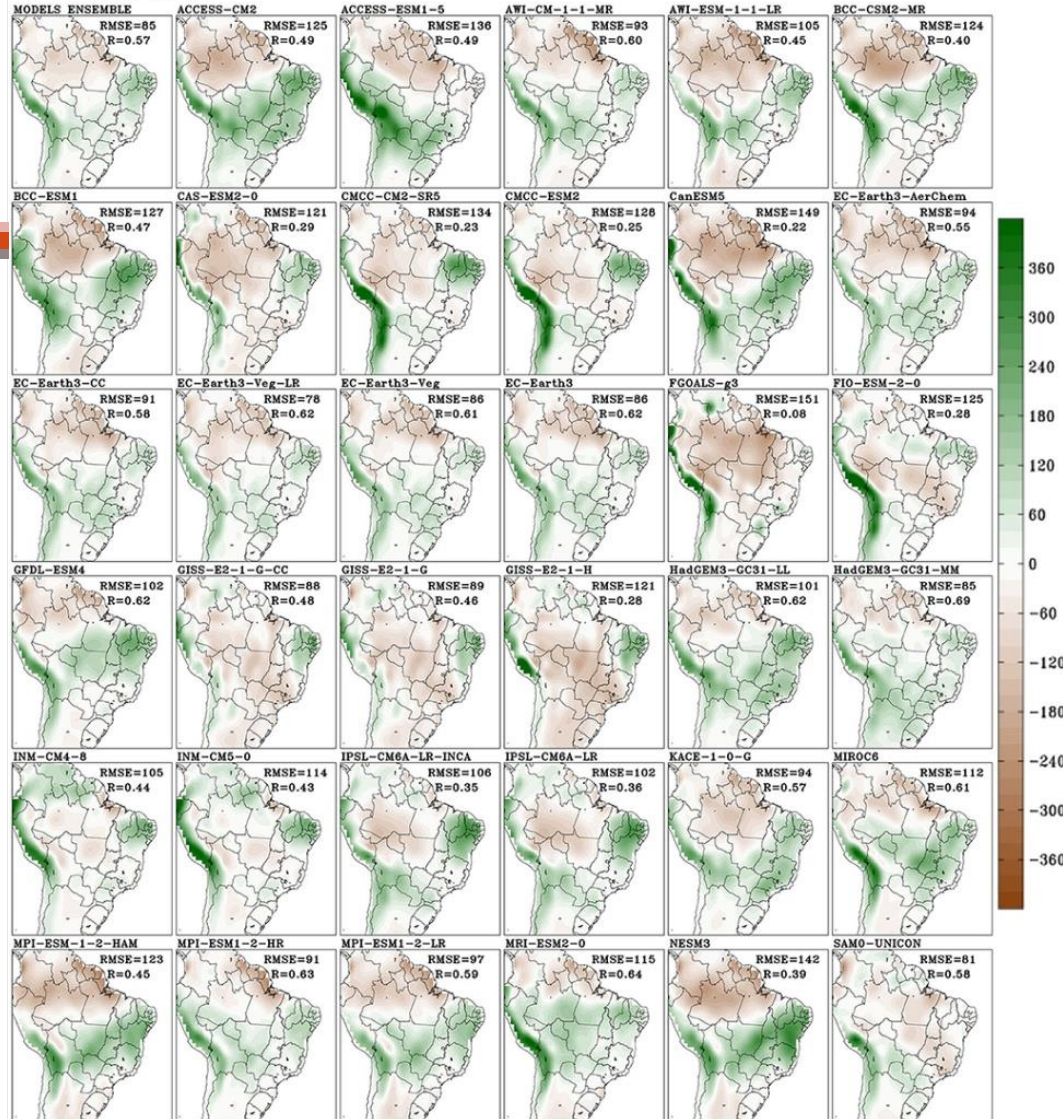 MODELS ENSEMBLE
RMSE=85
R=0.57
ACCESS-CM2
RMSE=125
R=0.49
ACCESS-ESM1-5
RMSE=136
R=0.49
AWI-CM-1-1-MR
RMSE=93
R=0.60
AWI-ESM-1-1-LR
RMSE=105
R=0.45
BCC-CSM2-MR
RMSE=124
R=0.40
BCC-ESM1
RMSE=127
R=0.47
CAS-ESM2-0
RMSE=121
R=0.29
CMCC-CM2-SR5
RMSE=134
R=0.23
CMCC-ESM2
RMSE=128
R=0.25
CanESM5
RMSE=149
R=0.22
EC-Earth3-AerChem
RMSE=94
R=0.55
EC-Earth3-CC
RMSE=91
R=0.58
EC-Earth3-Veg-LR
RMSE=78
R=0.62
EC-Earth3-Veg
RMSE=86
R=0.61
EC-Earth3
RMSE=86
R=0.62
FGOALS-g3
RMSE=151
R=0.08
FIO-ESM-2-0
RMSE=125
R=0.28
GFDL-ESM4
RMSE=102
R=0.62
GISS-E2-1-G-CC
RMSE=88
R=0.48
GISS-E2-1-G
RMSE=89
R=0.46
GISS-E2-1-H
RMSE=121
R=0.28
HadGEM3-GC31-LL
RMSE=101
R=0.62
HadGEM3-GC31-MM
RMSE=85
R=0.69
INM-CM4-8
RMSE=105
R=0.44
INM-CM5-0
RMSE=114
R=0.43
IPSL-CM6A-LR-INCA
RMSE=106
R=0.35
IPSL-CM6A-LR
RMSE=102
R=0.36
KACE-1-0-G
RMSE=94
R=0.57
MIROC6
RMSE=112
R=0.61
MPI-ESM-1-2-HAM
RMSE=123
R=0.45
MPI-ESM1-2-HR
RMSE=91
R=0.63
MPI-ESM1-2-LR
RMSE=97
R=0.59
MRI-ESM2-0
RMSE=115
R=0.64
NESM3
RMSE=142
R=0.39
SAM0-UNICON
RMSE=81
R=0.58
360
300
240
180
120
60
0
-60
-120
-180
-240
-300
-360